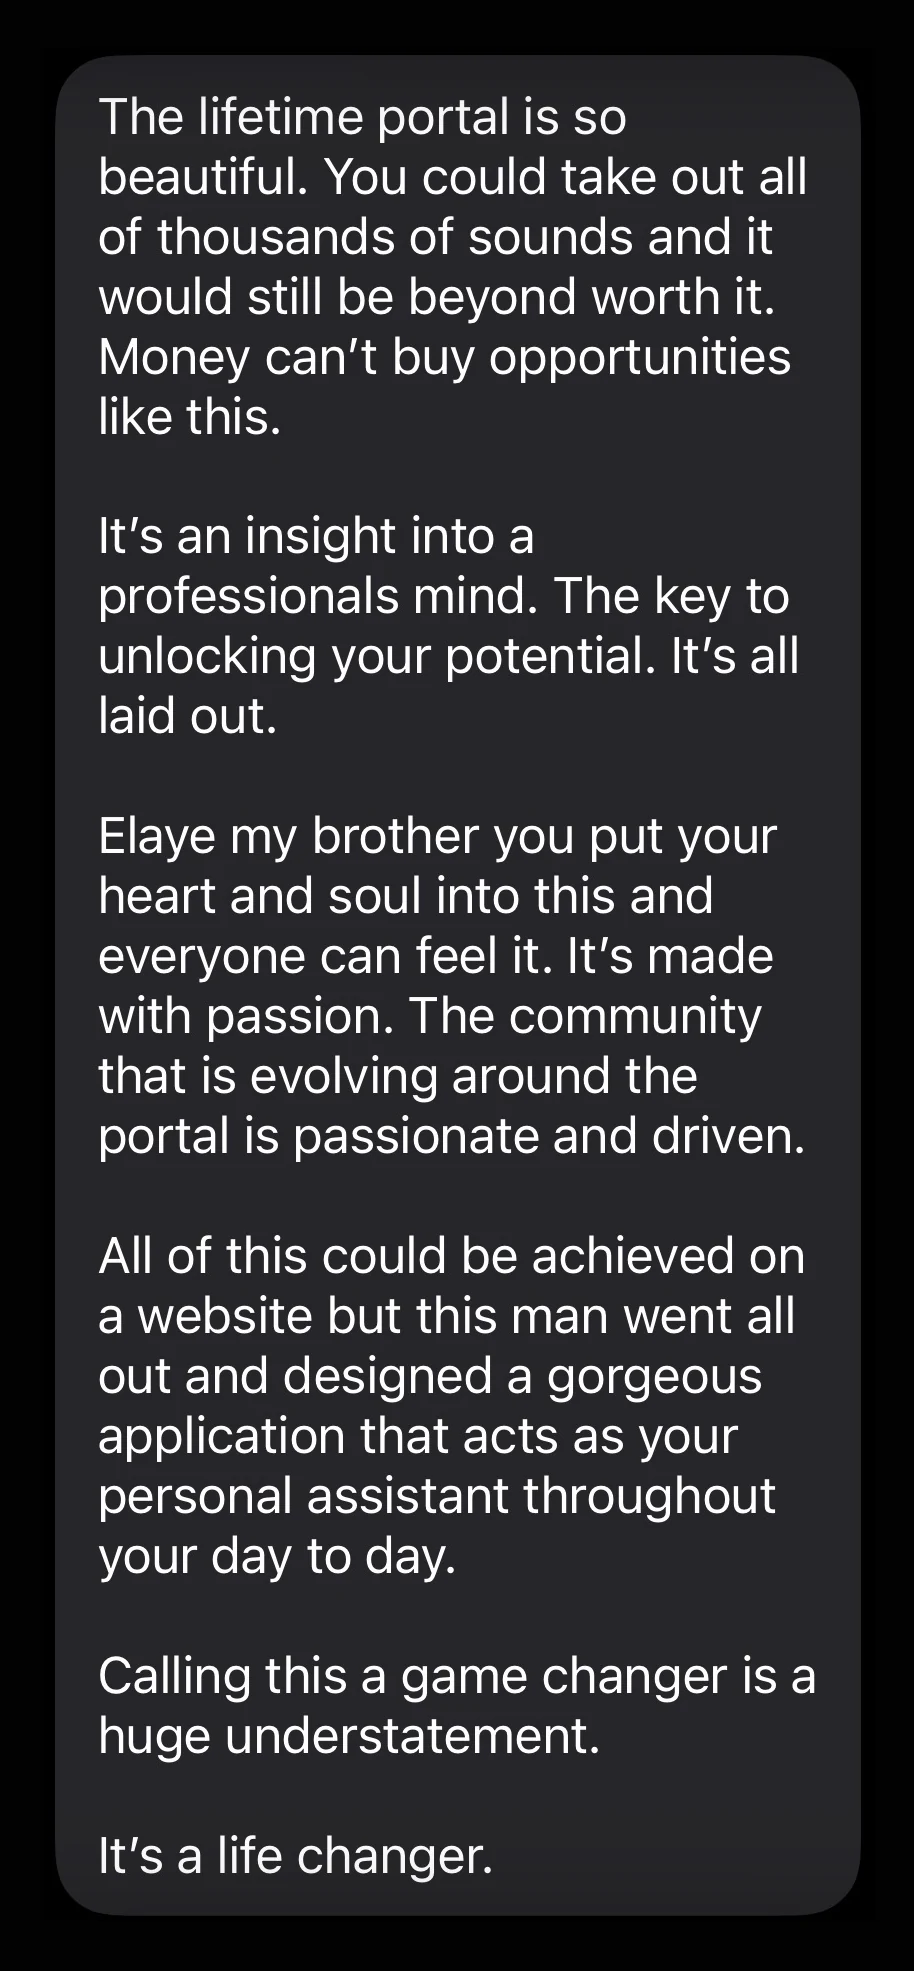 The lifetime portal is so
beautiful. You could take out all
of thousands of sounds and it
would still be beyond worth it.
Money can’t buy opportunities
like this.
It’s an insight into a
professionals mind. The key to
unlocking your potential. It’s all
laid out.
Elaye my brother you put your
heart and soul into this and
everyone can feel it. It’s made
with passion. The community
that is evolving around the
portal is passionate and driven.
All of this could be achieved on
a website but this man went all
out and designed a gorgeous
application that acts as your
personal assistant throughout
your day to day.
Calling this a game changer is a
huge understatement.
It’s a life changer.